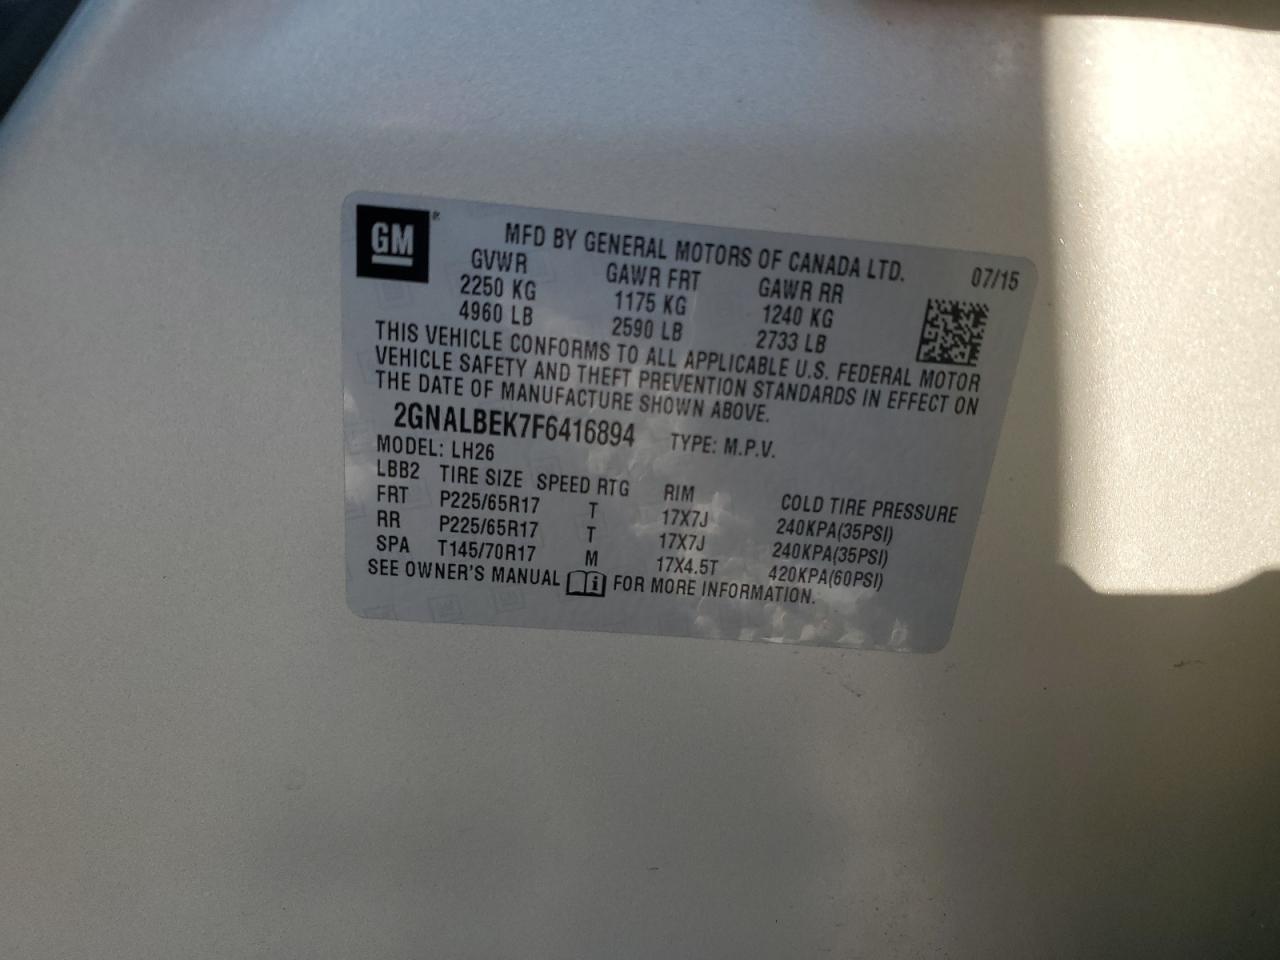 GM®
MFD BY GENERAL MOTORS OF CANADA LTD. 07/15
GVWR GAWR FRT GAWR RR
2250 KG 1175 KG 1240 KG
4960 LB 2590 LB 2733 LB
THIS VEHICLE CONFORMS TO ALL APPLICABLE U.S. FEDERAL MOTOR
VEHICLE SAFETY AND THEFT PREVENTION STANDARDS IN EFFECT ON
THE DATE OF MANUFACTURE SHOWN ABOVE.
2GNALBEK7F6416894 TYPE: M.P.V.
MODEL: LH26
LBB2 TIRE SIZE SPEED RTG RIM COLD TIRE PRESSURE
FRT P225/65R17 T 17X7J 240KPA(35PSI)
RR P225/65R17 T 17X7J 240KPA(35PSI)
SPA T145/70R17 M 17X4.5T 420KPA(60PSI)
SEE OWNER'S MANUAL i FOR MORE INFORMATION.